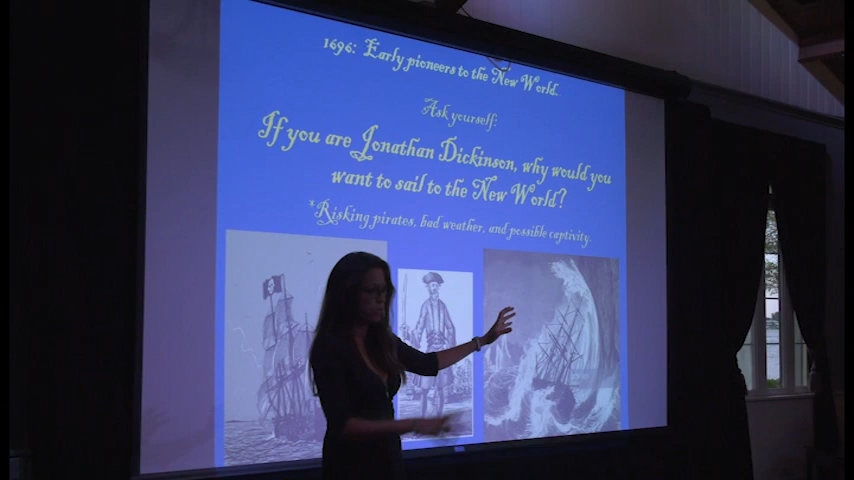 1696: Early pioneers to the New World.
Ask yourself:
If you are Jonathan Dickinson, why would you
want to sail to the New World?
*Risking pirates, bad weather, and possible captivity.